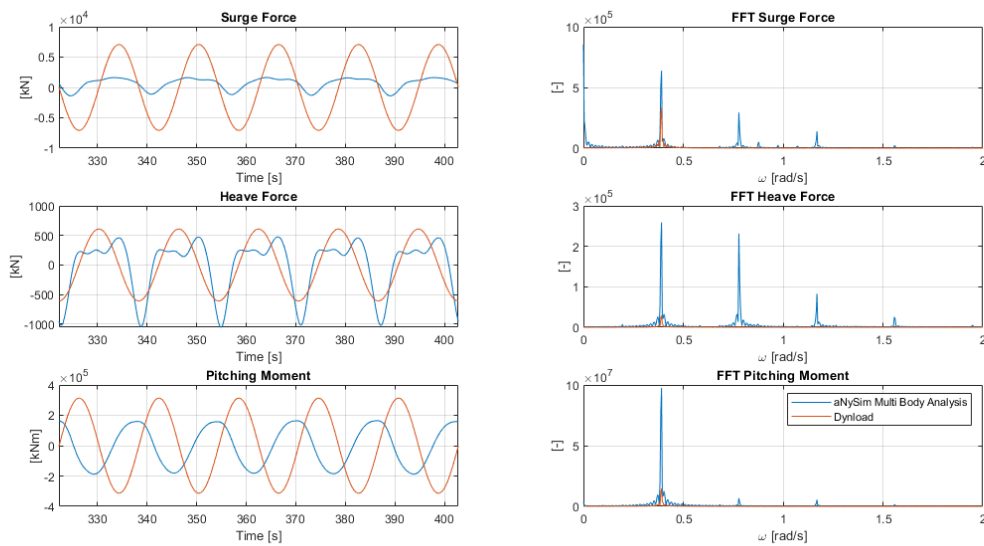 Surge Force
×10^4
1
0.5
0
-0.5
-1
[kN]
330 340 350 360 370 380 390 400
Time [s]
FFT Surge Force
×10^5
10
5
0
[-]
0 0.5 1 1.5 2
ω [rad/s]
Heave Force
1000
500
0
-500
-1000
[kN]
330 340 350 360 370 380 390 400
Time [s]
FFT Heave Force
×10^5
3
2
1
0
[-]
0 0.5 1 1.5 2
ω [rad/s]
Pitching Moment
×10^5
4
2
0
-2
-4
[kNm]
330 340 350 360 370 380 390 400
Time [s]
FFT Pitching Moment
×10^7
10
5
0
[-]
aNySim Multi Body Analysis
Dynload
0 0.5 1 1.5 2
ω [rad/s]